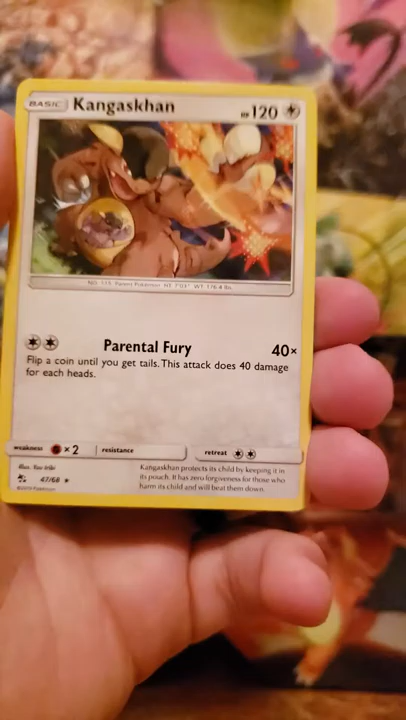 BASIC Kangaskhan HP 120
NO. 115 Parent Pokémon HT: 7'03" WT: 176.4 lbs.
Parental Fury 40×
Flip a coin until you get tails. This attack does 40 damage
for each heads.
weakness × 2 resistance retreat
Kangaskhan protects its child by keeping it
in its pouch. It has zero forgiveness for those who
harm its child and will beat them down.
Illus. You Iribi
47/68 ★
©2019 Pokémon